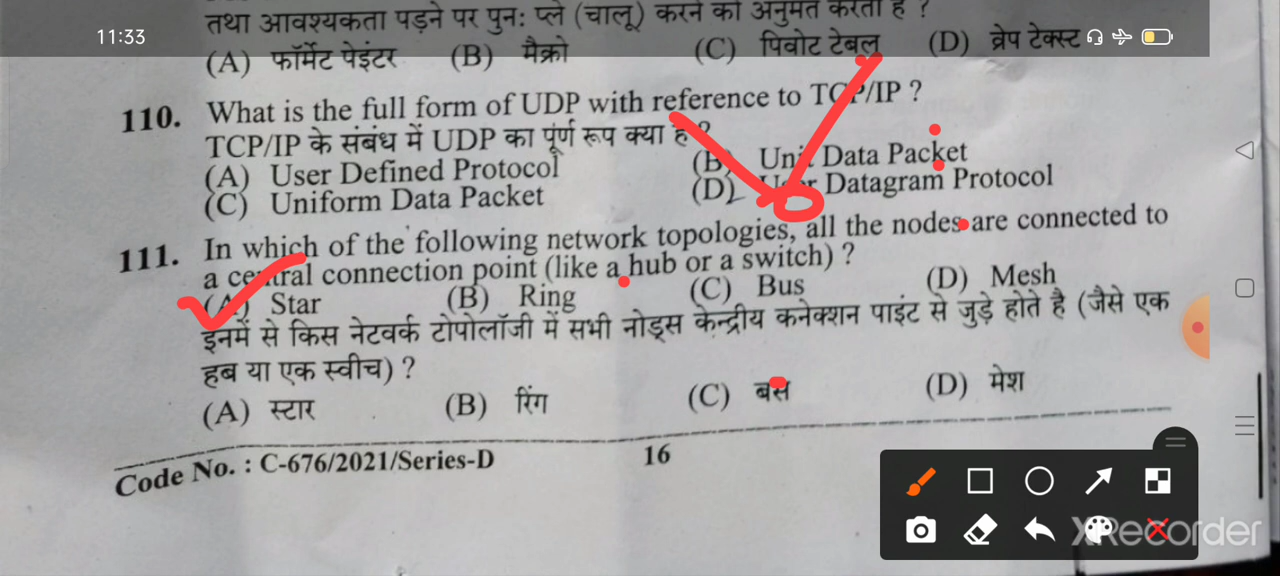 11:33
तथा आवश्यकता पड़ने पर पुनः प्ले (चालू) करने की अनुमत करता है ?
(A) फॉर्मेट पेइंटर (B) मैक्रो (C) पिवोट टेबल (D) व्रेप टेक्स्ट
110. What is the full form of UDP with reference to TCP/IP ?
TCP/IP के संबंध में UDP का पूंर्ण रूप क्या है ?
(A) User Defined Protocol (B) Unit Data Packet
(C) Uniform Data Packet (D) User Datagram Protocol
111. In which of the following network topologies, all the nodes are connected to
a central connection point (like a hub or a switch) ?
(A) Star (B) Ring (C) Bus (D) Mesh
इनमें से किस नेटवर्क टोपोलॉजी में सभी नोड्स केन्द्रीय कनेक्शन पाइंट से जुड़े होते है (जैसे एक
हब या एक स्वीच) ?
(A) स्टार (B) रिंग (C) बस (D) मेश
Code No. : C-676/2021/Series-D 16
XRecorder